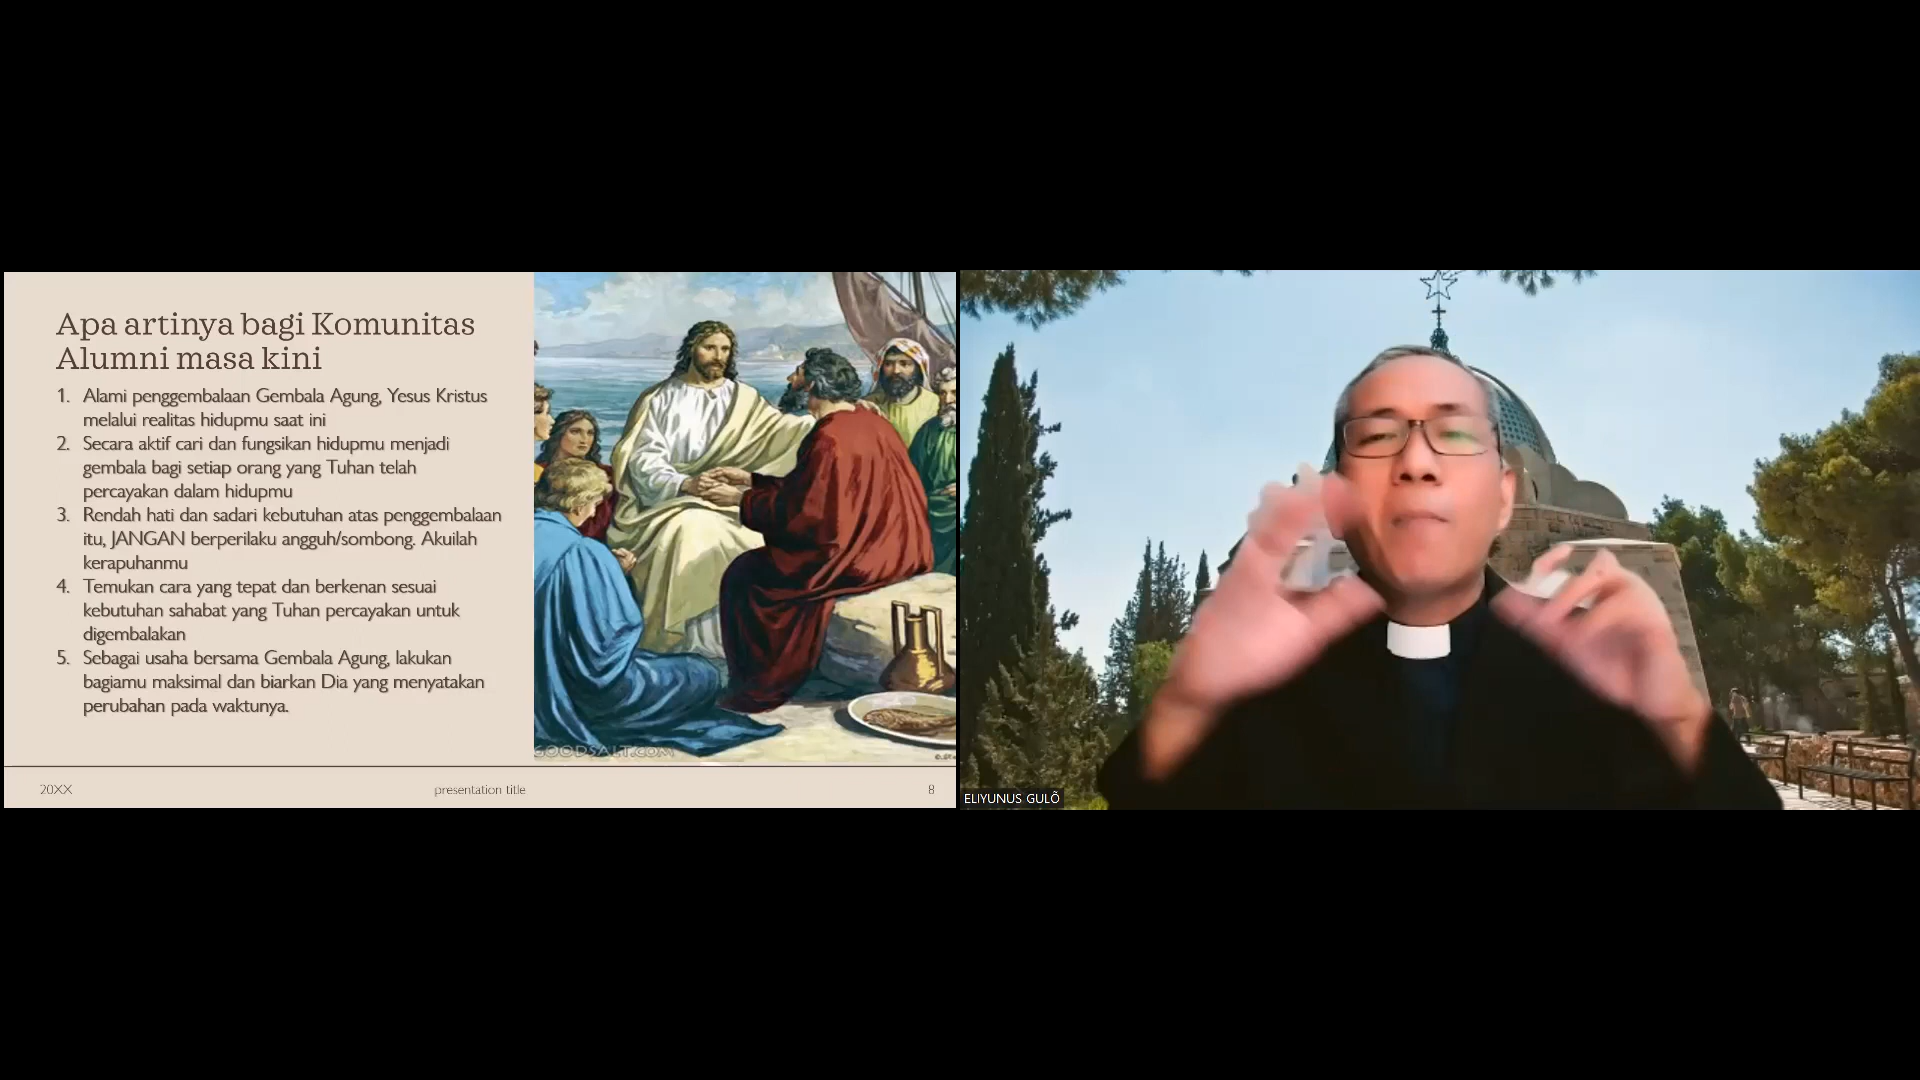 Apa artinya bagi Komunitas
Alumni masa kini
1. Alami penggembalaan Gembala Agung, Yesus Kristus
melalui realitas hidupmu saat ini
2. Secara aktif cari dan fungsikan hidupmu menjadi
gembala bagi setiap orang yang Tuhan telah
percayakan dalam hidupmu
3. Rendah hati dan sadari kebutuhan atas penggembalaan
itu, JANGAN berperilaku angguh/sombong. Akuilah
kerapuhanmu
4. Temukan cara yang tepat dan berkenan sesuai
kebutuhan sahabat yang Tuhan percayakan untuk
digembalakan
5. Sebagai usaha bersama Gembala Agung, lakukan
bagiamu maksimal dan biarkan Dia yang menyatakan
perubahan pada waktunya.
GOODSALT.COM
20XX
presentation title
8
ELIYUNUS GULÕ